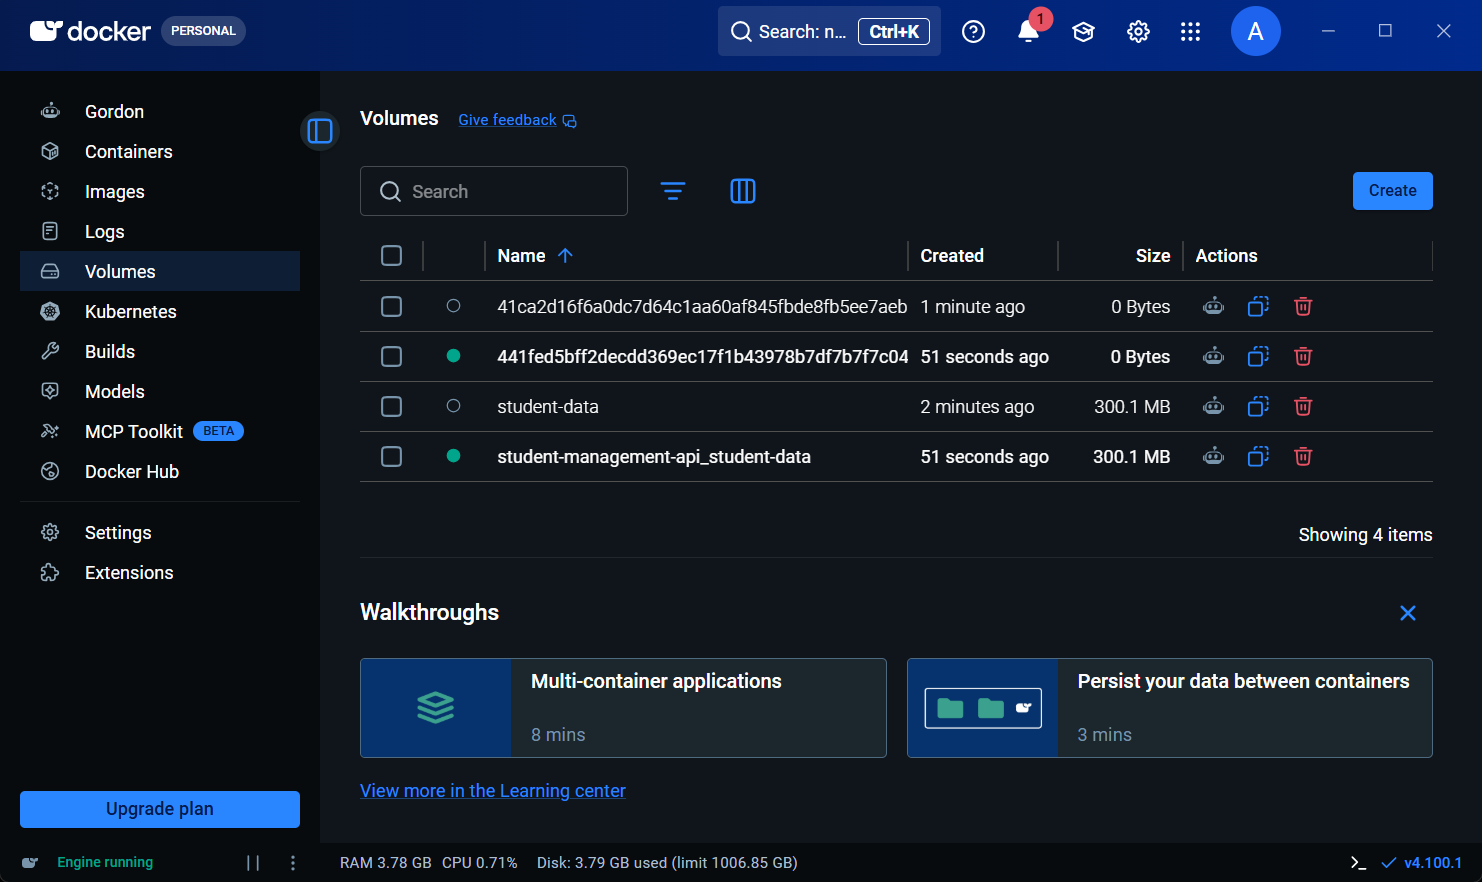 docker PERSONAL
Search: n... Ctrl+K
1
A
Gordon
Containers
Images
Logs
Volumes
Kubernetes
Builds
Models
MCP Toolkit BETA
Docker Hub
Settings
Extensions
Upgrade plan
Volumes Give feedback
Search
Create
Name Created Size Actions
41ca2d16f6a0dc7d64c1aa60af845fbde8fb5ee7aeb 1 minute ago 0 Bytes
441fed5bff2decdd369ec17f1b43978b7df7b7f7c04 51 seconds ago 0 Bytes
student-data 2 minutes ago 300.1 MB
student-management-api_student-data 51 seconds ago 300.1 MB
Showing 4 items
Walkthroughs
Multi-container applications
8 mins
Persist your data between containers
3 mins
View more in the Learning center
Engine running RAM 3.78 GB CPU 0.71% Disk: 3.79 GB used (limit 1006.85 GB) v4.100.1